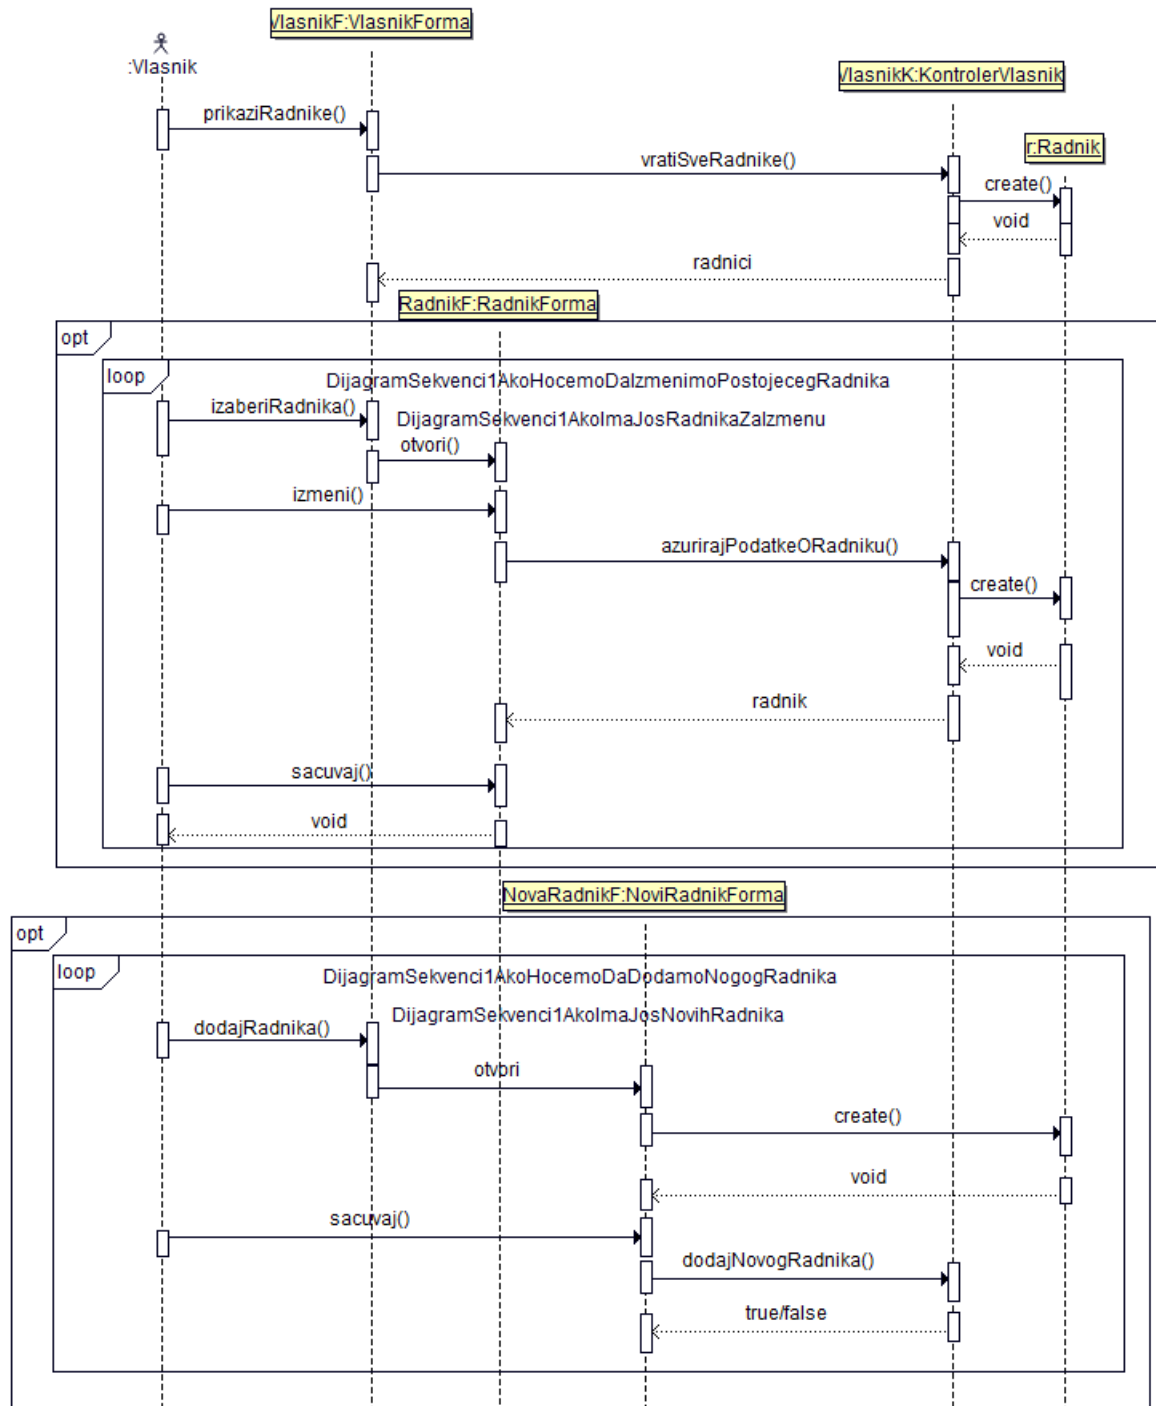 VlasnikF:VlasnikForma
:Vlasnik
VlasnikK:KontrolerVlasnik
prikaziRadnike()
r:Radnik
vratiSveRadnike()
create()
void
radnici
RadnikF:RadnikForma
opt
loop
DijagramSekvenci1AkoHocemoDaIzmenimoPostojecegRadnika
izaberiRadnika()
DijagramSekvenci1AkoImaJosRadnikaZaIzmenu
otvori()
izmeni()
azurirajPodatkeORadniku()
create()
void
radnik
sacuvaj()
void
NovaRadnikF:NoviRadnikForma
opt
loop
DijagramSekvenci1AkoHocemoDaDodamoNogogRadnika
DijagramSekvenci1AkoImaJosNovihRadnika
dodajRadnika()
otvori
create()
void
sacuvaj()
dodajNovogRadnika()
true/false